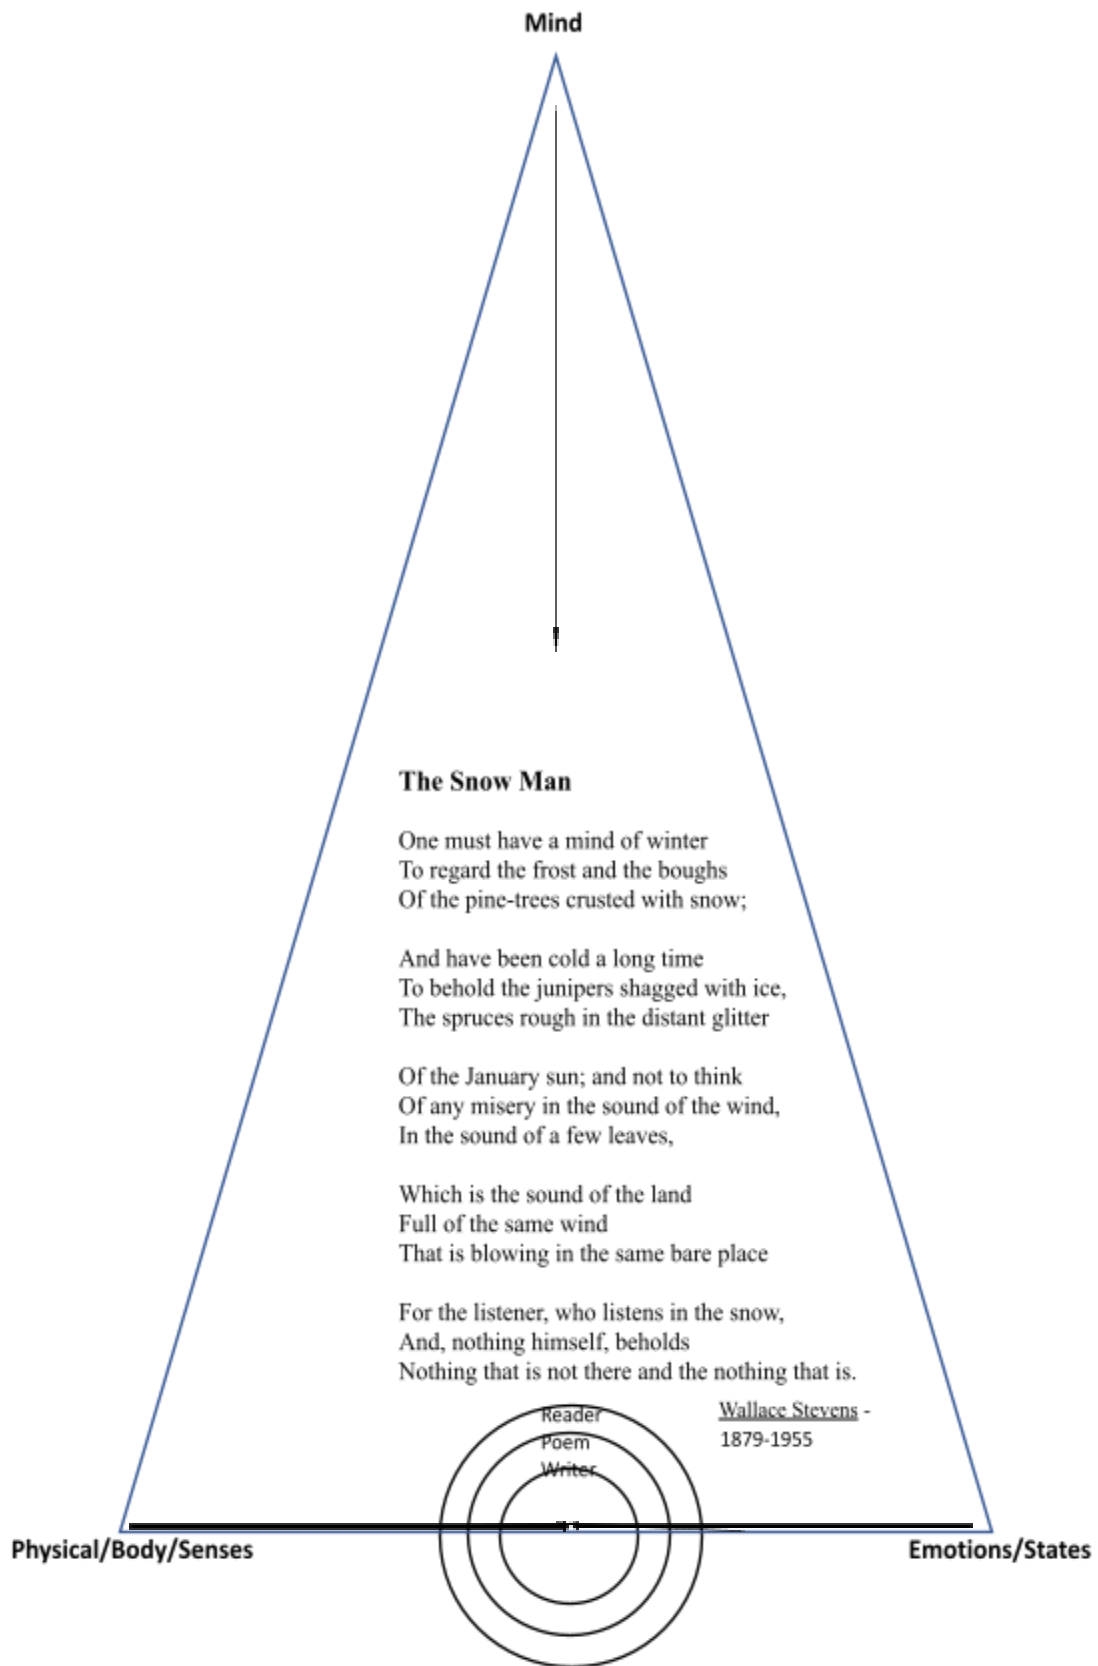 Mind
The Snow Man
One must have a mind of winter
To regard the frost and the boughs
Of the pine-trees crusted with snow;
And have been cold a long time
To behold the junipers shagged with ice,
The spruces rough in the distant glitter
Of the January sun; and not to think
Of any misery in the sound of the wind,
In the sound of a few leaves,
Which is the sound of the land
Full of the same wind
That is blowing in the same bare place
For the listener, who listens in the snow,
And, nothing himself, beholds
Nothing that is not there and the nothing that is.
Wallace Stevens -
1879-1955
Reader
Poem
Writer
Physical/Body/Senses
Emotions/States